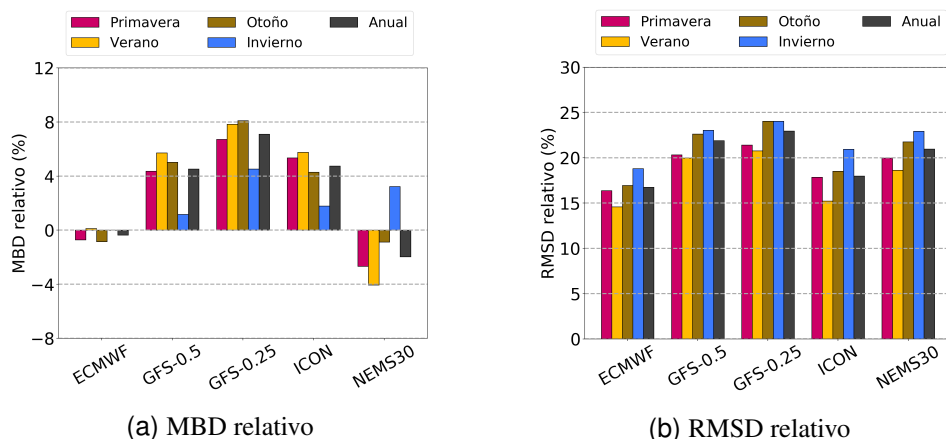 Primavera Otoño Anual
Verano Invierno
12
8
4
0
−4
−8
MBD relativo (%)
ECMWF GFS-0.5 GFS-0.25 ICON NEMS30
(a) MBD relativo
Primavera Otoño Anual
Verano Invierno
30
25
20
15
10
5
0
RMSD relativo (%)
ECMWF GFS-0.5 GFS-0.25 ICON NEMS30
(b) RMSD relativo